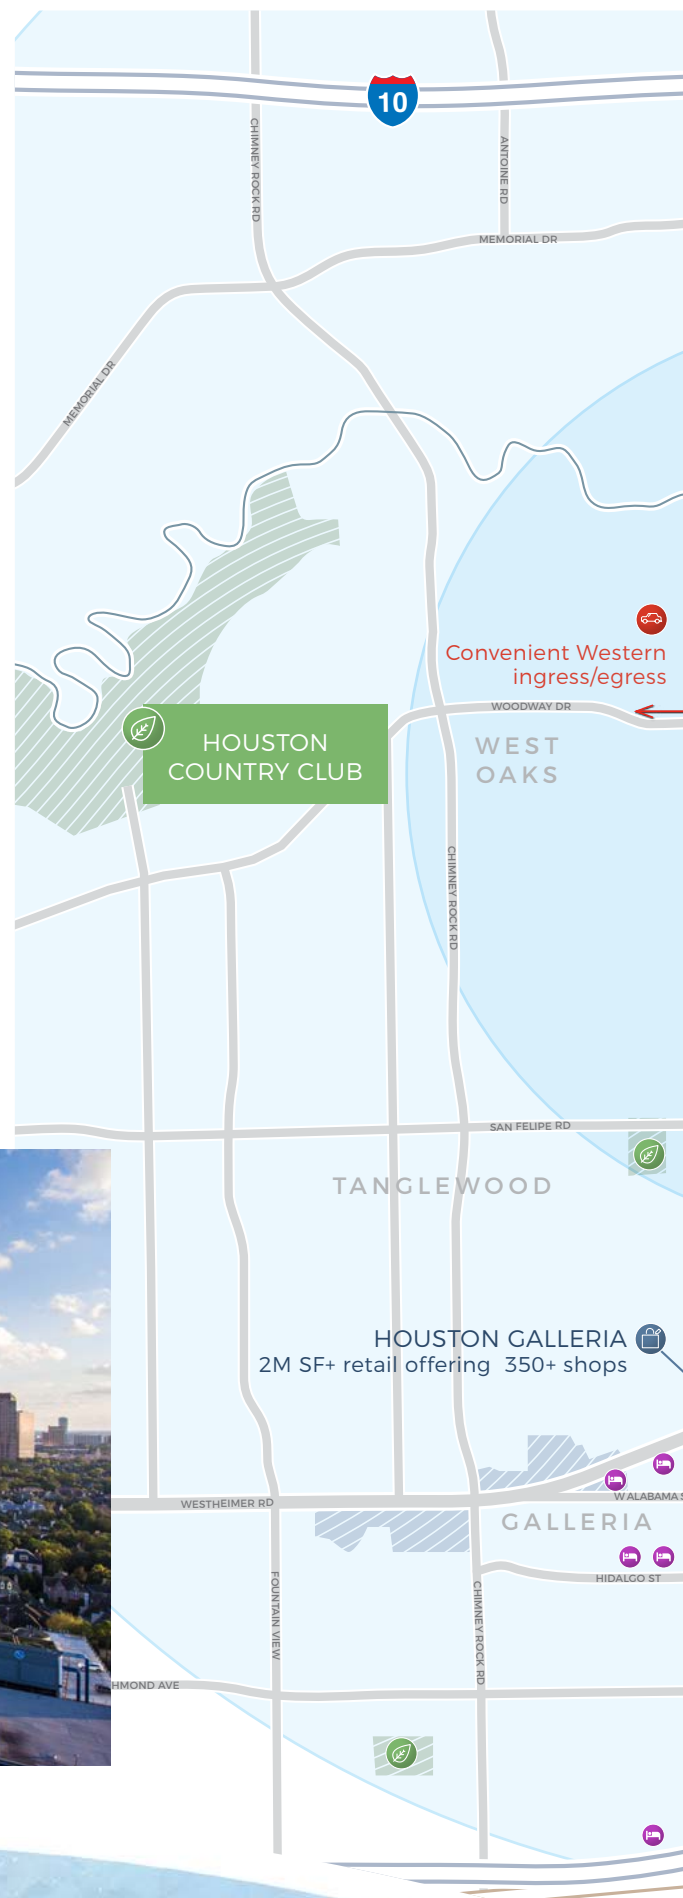 10
CHIMNEY ROCK RD
ANTOINE RD
MEMORIAL DR
MEMORIAL DR
Convenient Western
ingress/egress
WOODWAY DR
WEST
OAKS
HOUSTON
COUNTRY CLUB
CHIMNEY ROCK RD
SAN FELIPE RD
TANGLEWOOD
HOUSTON GALLERIA
2M SF+ retail offering 350+ shops
W ALABAMA S
WESTHEIMER RD
GALLERIA
HIDALGO ST
FOUNTAIN VIEW
CHIMNEY ROCK RD
HMOND AVE